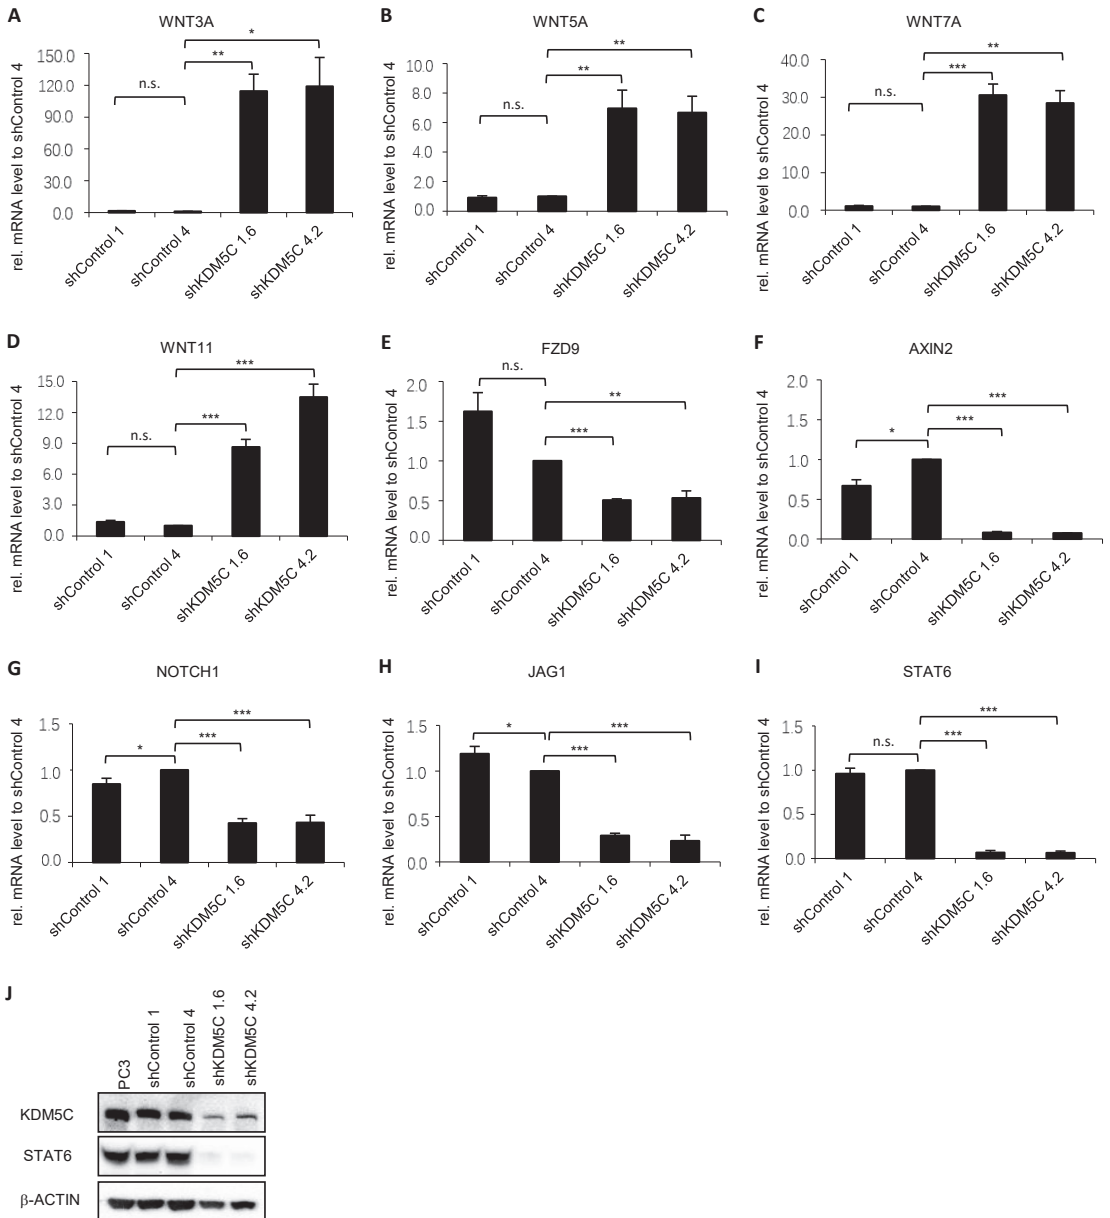 A
WNT3A
rel. mRNA level to shControl 4
150.0
120.0
90.0
60.0
30.0
0.0
n.s.
**
*
shControl 1
shControl 4
shKDM5C 1.6
shKDM5C 4.2
B
WNT5A
rel. mRNA level to shControl 4
10.0
8.0
6.0
4.0
2.0
0.0
n.s.
**
**
shControl 1
shControl 4
shKDM5C 1.6
shKDM5C 4.2
C
WNT7A
rel. mRNA level to shControl 4
40.0
30.0
20.0
10.0
0.0
n.s.
***
**
shControl 1
shControl 4
shKDM5C 1.6
shKDM5C 4.2
D
WNT11
rel. mRNA level to shControl 4
15.0
12.0
9.0
6.0
3.0
0.0
n.s.
***
***
shControl 1
shControl 4
shKDM5C 1.6
shKDM5C 4.2
E
FZD9
rel. mRNA level to shControl 4
2.0
1.5
1.0
0.5
0.0
n.s.
**
***
shControl 1
shControl 4
shKDM5C 1.6
shKDM5C 4.2
F
AXIN2
rel. mRNA level to shControl 4
2.0
1.5
1.0
0.5
0.0
*
***
***
shControl 1
shControl 4
shKDM5C 1.6
shKDM5C 4.2
G
NOTCH1
rel. mRNA level to shControl 4
1.5
1.0
0.5
0.0
*
***
***
shControl 1
shControl 4
shKDM5C 1.6
shKDM5C 4.2
H
JAG1
rel. mRNA level to shControl 4
1.5
1.0
0.5
0.0
*
***
***
shControl 1
shControl 4
shKDM5C 1.6
shKDM5C 4.2
I
STAT6
rel. mRNA level to shControl 4
1.5
1.0
0.5
0.0
n.s.
***
***
shControl 1
shControl 4
shKDM5C 1.6
shKDM5C 4.2
J
PC3
shControl 1
shControl 4
shKDM5C 1.6
shKDM5C 4.2
KDM5C
STAT6
β-ACTIN